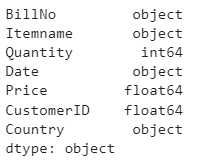 BillNo object
Itemname object
Quantity int64
Date object
Price float64
CustomerID float64
Country object
dtype: object